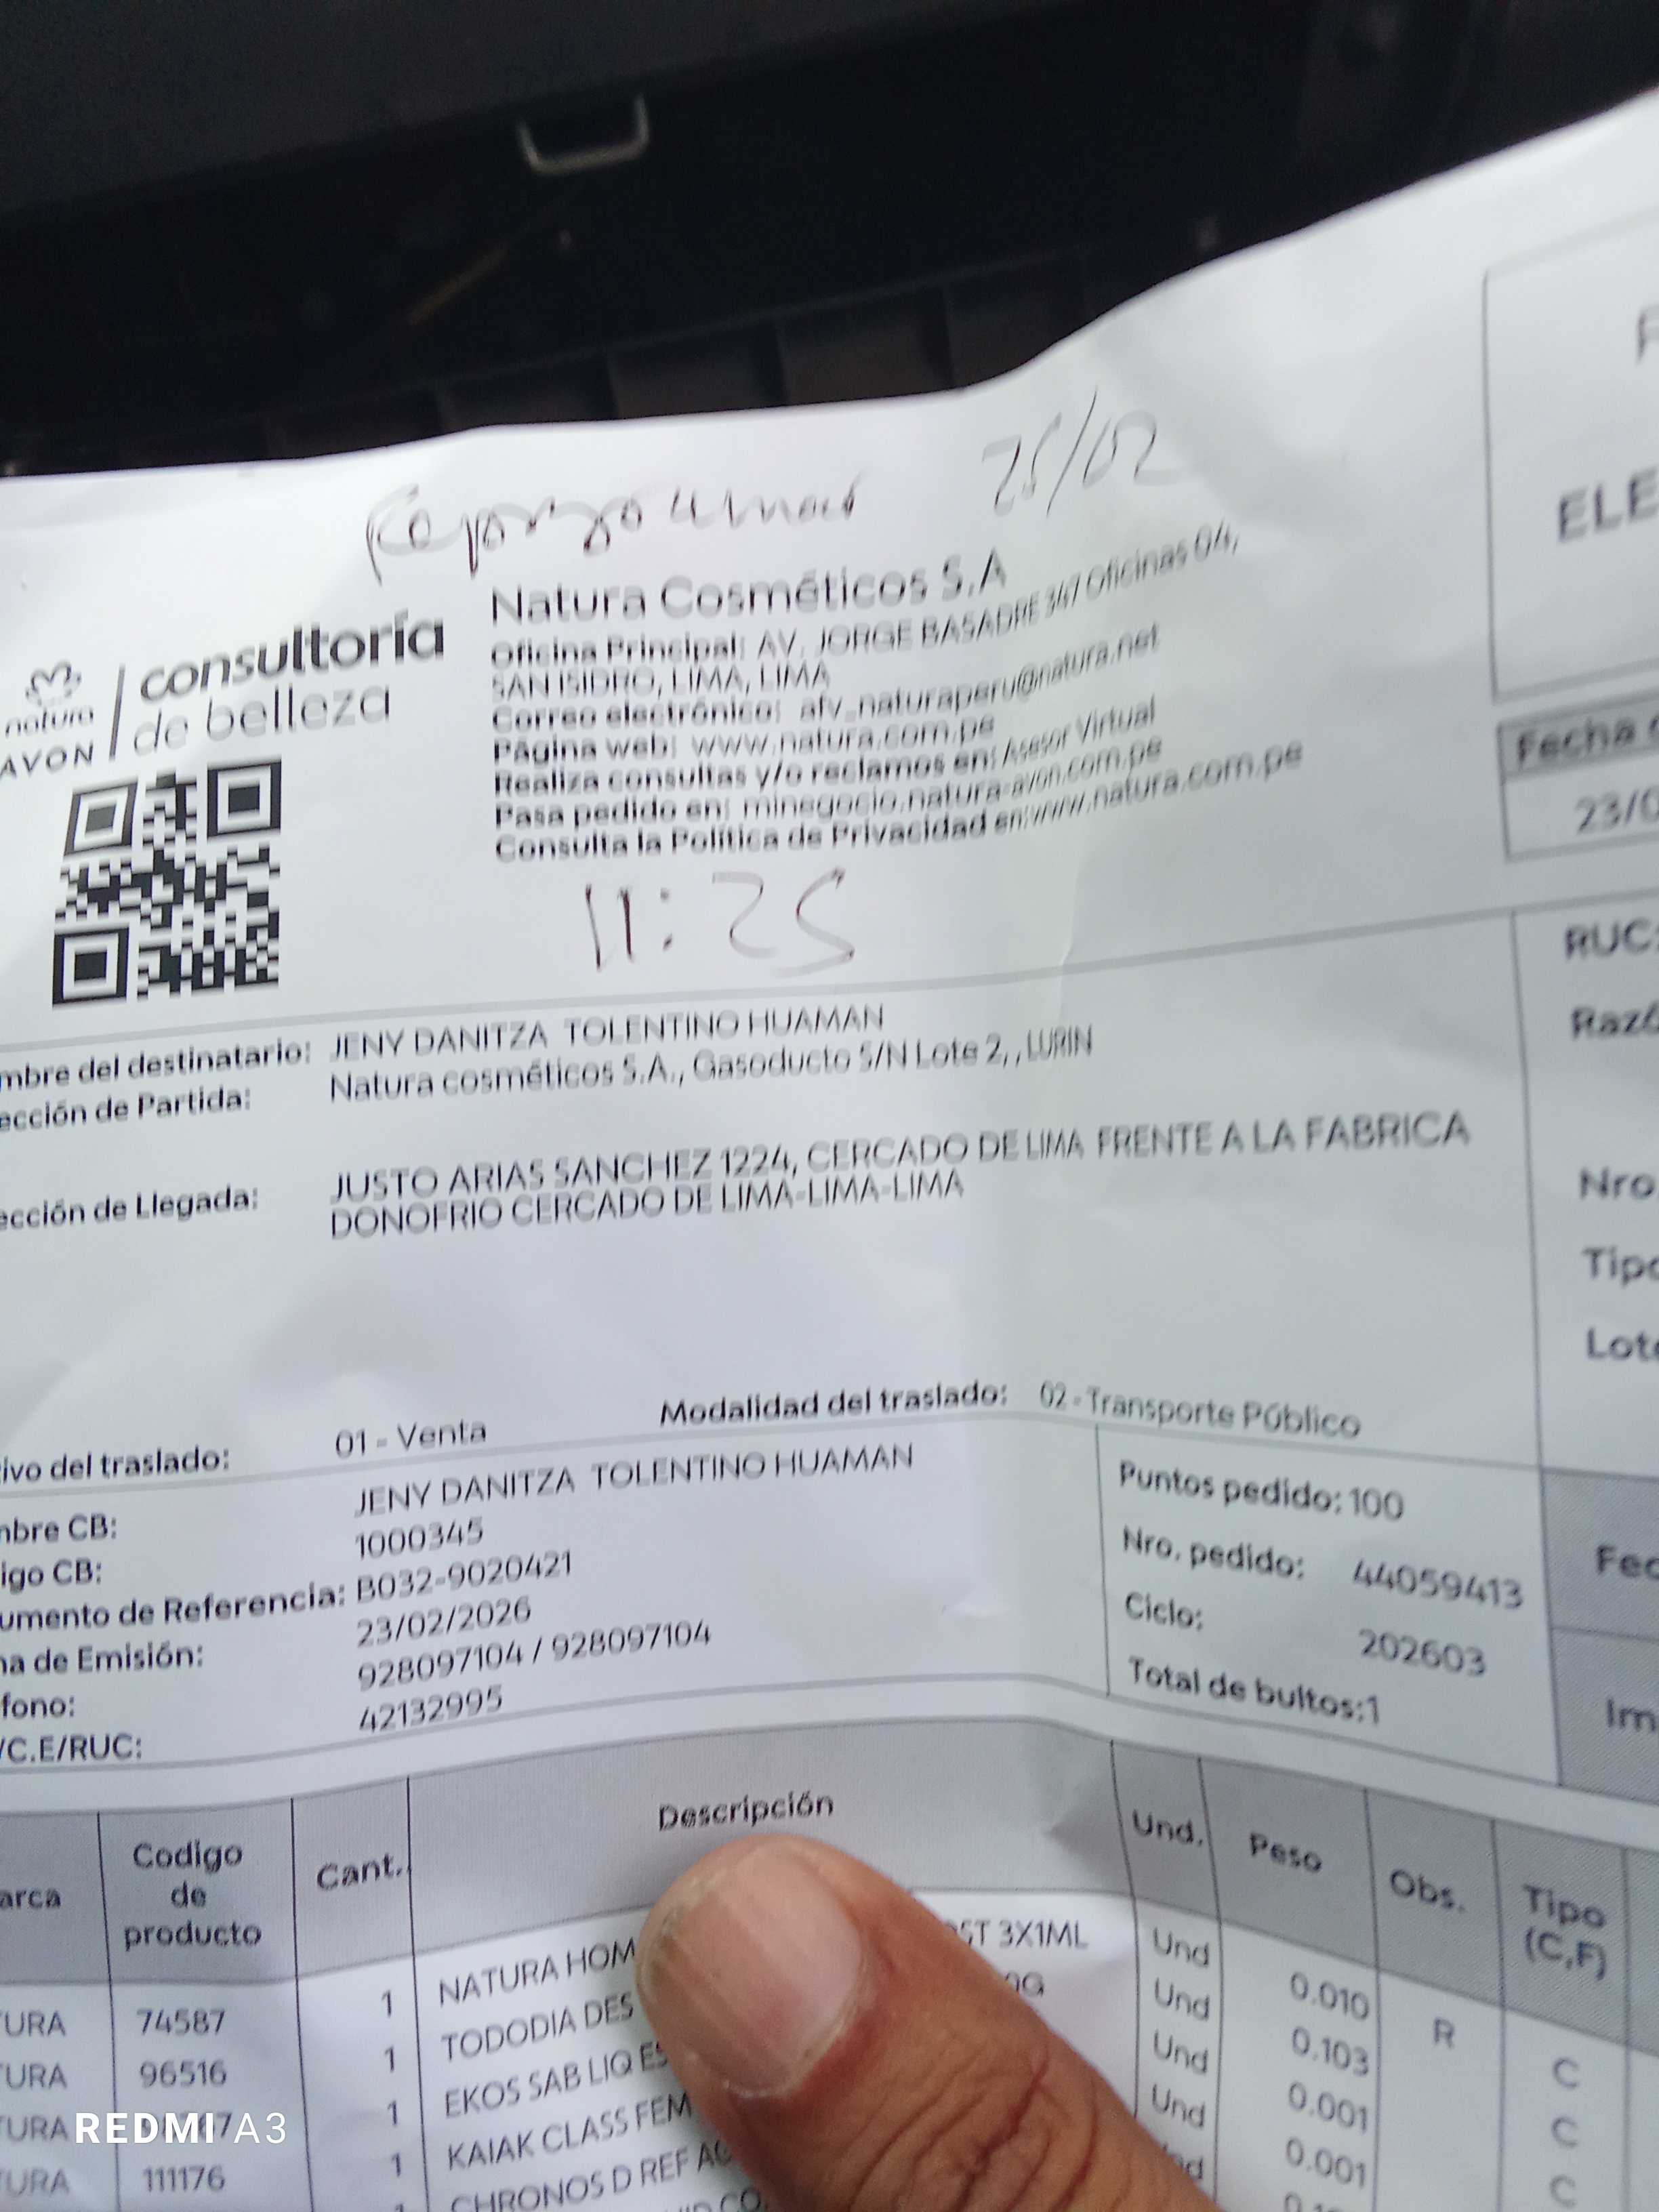 25/02
Natura Cosméticos S.A
Oficina Principal: AV. JORGE BASADRE 347 Oficinas 04,
SAN ISIDRO, LIMA, LIMA
Correo electrónico: afv_naturaperu@natura.net
Página web: www.natura.com.pe
Realiza consultas y/o reclamos en: Asesor Virtual
Pasa pedido en: minegocio.natura-avon.com.pe
Consulta la Política de Privacidad en:www.natura.com.pe
natura
AVON
consultoría
de belleza
11:25
ELE
Fecha
23/0
mbre del destinatario: JENY DANITZA TOLENTINO HUAMAN
ección de Partida: Natura cosméticos S.A., Gasoducto S/N Lote 2, , LURIN
ección de Llegada: JUSTO ARIAS SANCHEZ 1224, CERCADO DE LIMA FRENTE A LA FABRICA
DONOFRIO CERCADO DE LIMA-LIMA-LIMA
RUC:
Razó
Nro
Tipo
Lote
ivo del traslado: 01 - Venta Modalidad del traslado: 02 - Transporte Público
mbre CB: JENY DANITZA TOLENTINO HUAMAN
igo CB: 1000345
umento de Referencia: B032-9020421
ha de Emisión: 23/02/2026
fono: 928097104 / 928097104
/C.E/RUC: 42132995
Puntos pedido: 100
Nro. pedido: 44059413
Ciclo: 202603
Total de bultos: 1
Fec
Im
arca Codigo de producto Cant. Descripción Und. Peso Obs. Tipo (C,F)
TURA 74587 1 NATURA HOM ST 3X1ML Und 0.010
TURA 96516 1 TODODIA DES 0G Und 0.103 R C
TURA 1 EKOS SAB LIQ ES Und 0.001 C
TURA 111176 1 KAIAK CLASS FEM Und 0.001 C
CHRONOS D REF AC
REDMI A3